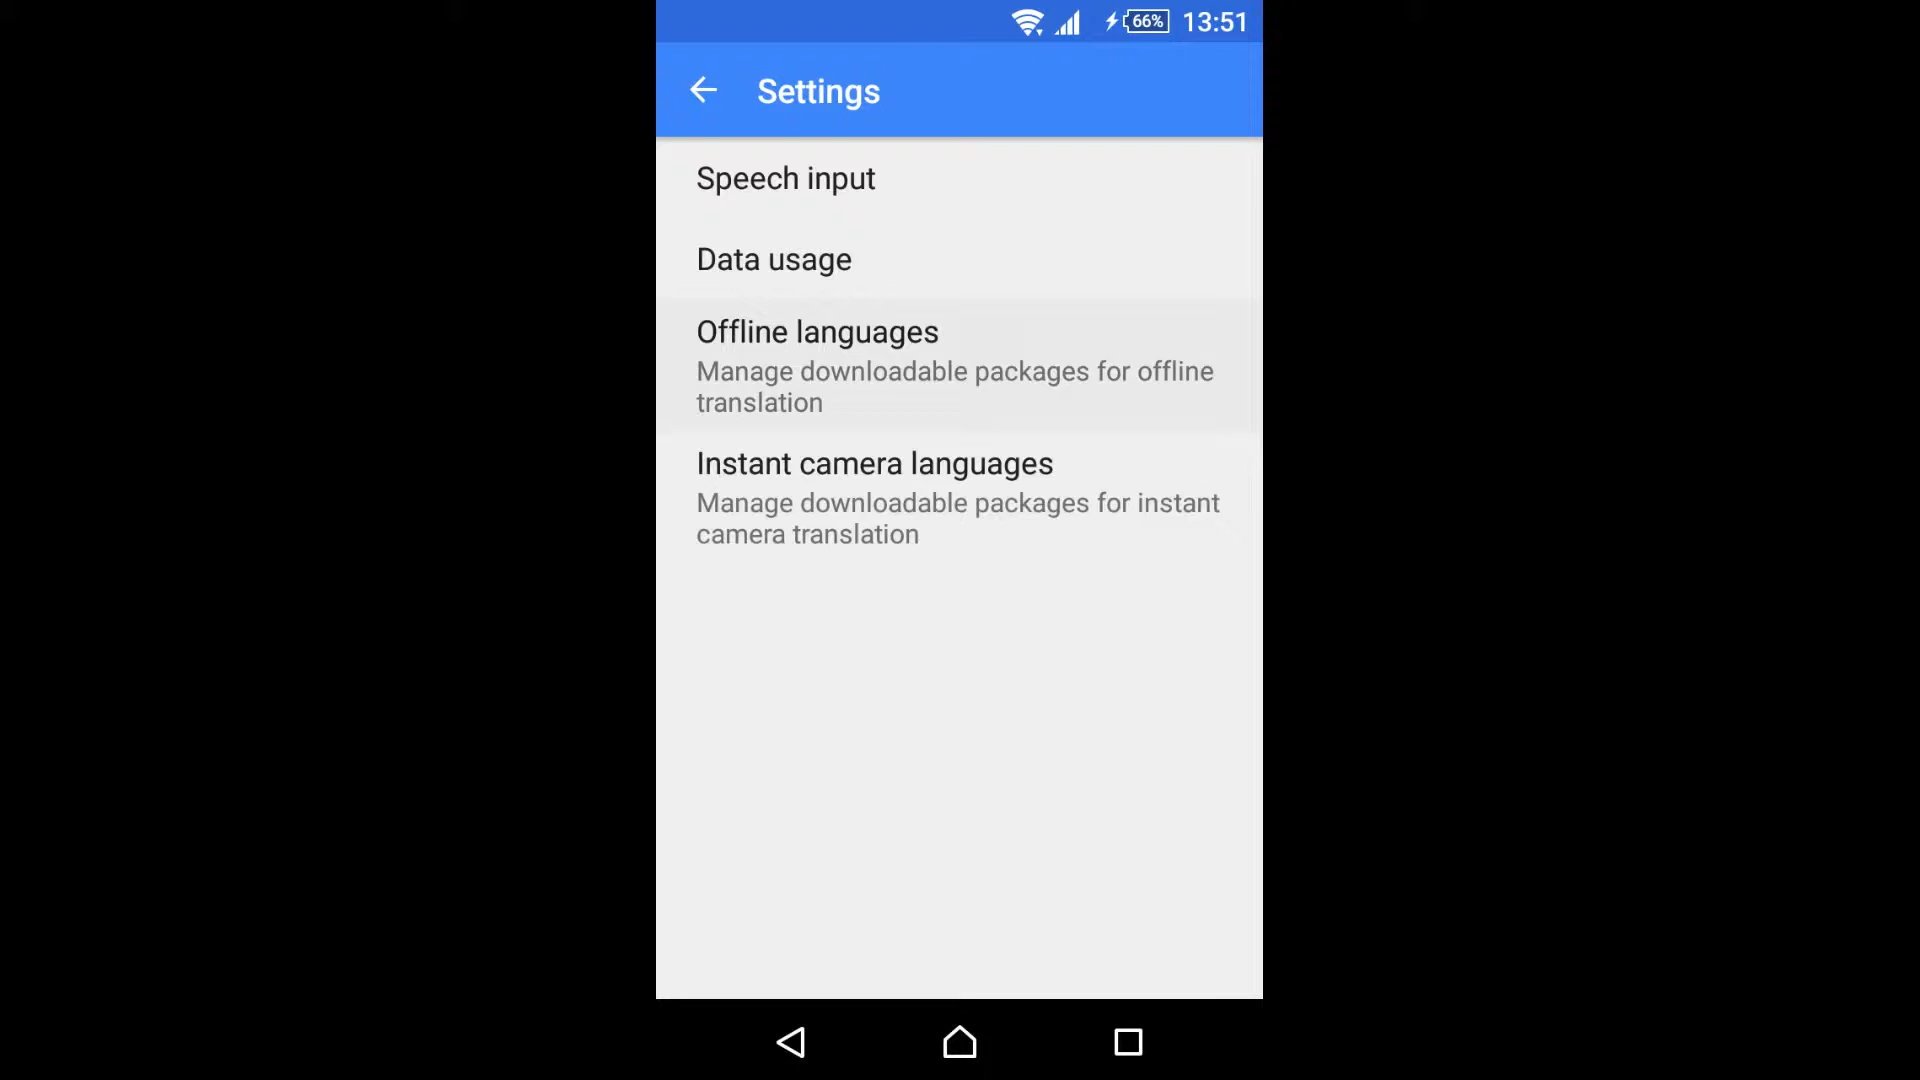 66%
13:51
Settings
Speech input
Data usage
Offline languages
Manage downloadable packages for offline
translation
Instant camera languages
Manage downloadable packages for instant
camera translation